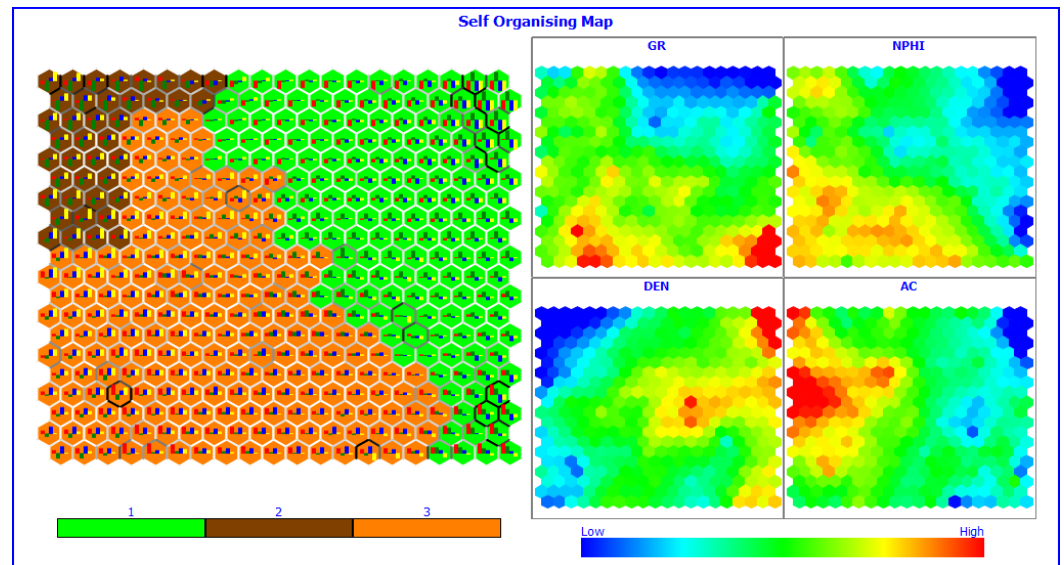 Self Organising Map
GR
NPHI
DEN
AC
1
2
3
Low
High